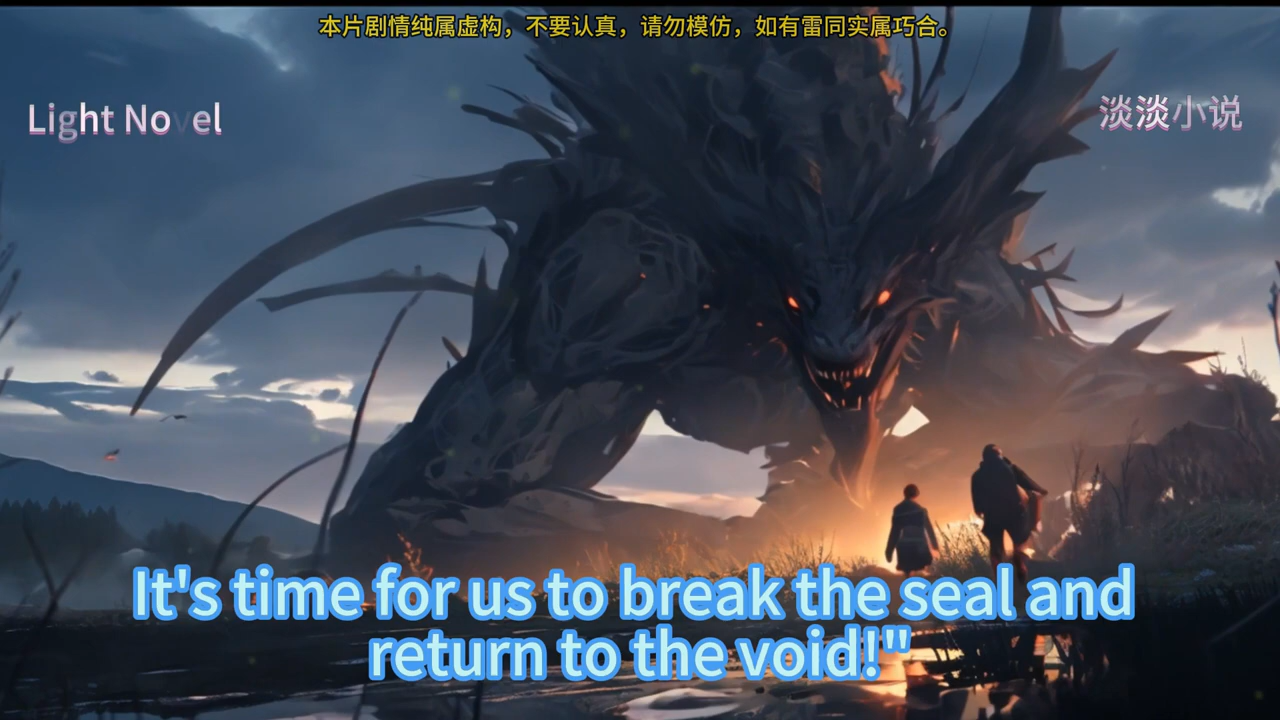 本片剧情纯属虚构，不要认真，请勿模仿，如有雷同实属巧合。
Light Novel
淡淡小说
It's time for us to break the seal and
return to the void!"